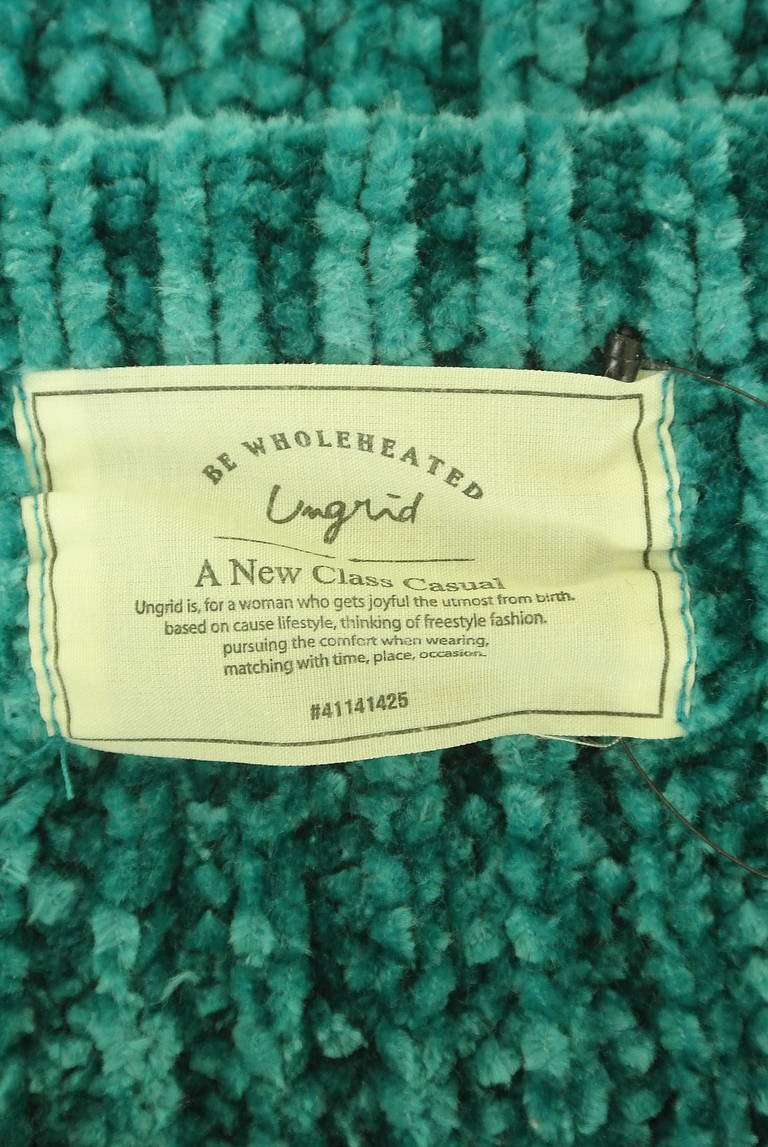 BE WHOLEHEATED
Ungrid
A New Class Casual
Ungrid is, for a woman who gets joyful the utmost from birth.
based on cause lifestyle, thinking of freestyle fashion.
pursuing the comfort when wearing,
matching with time, place, occasion.
#41141425